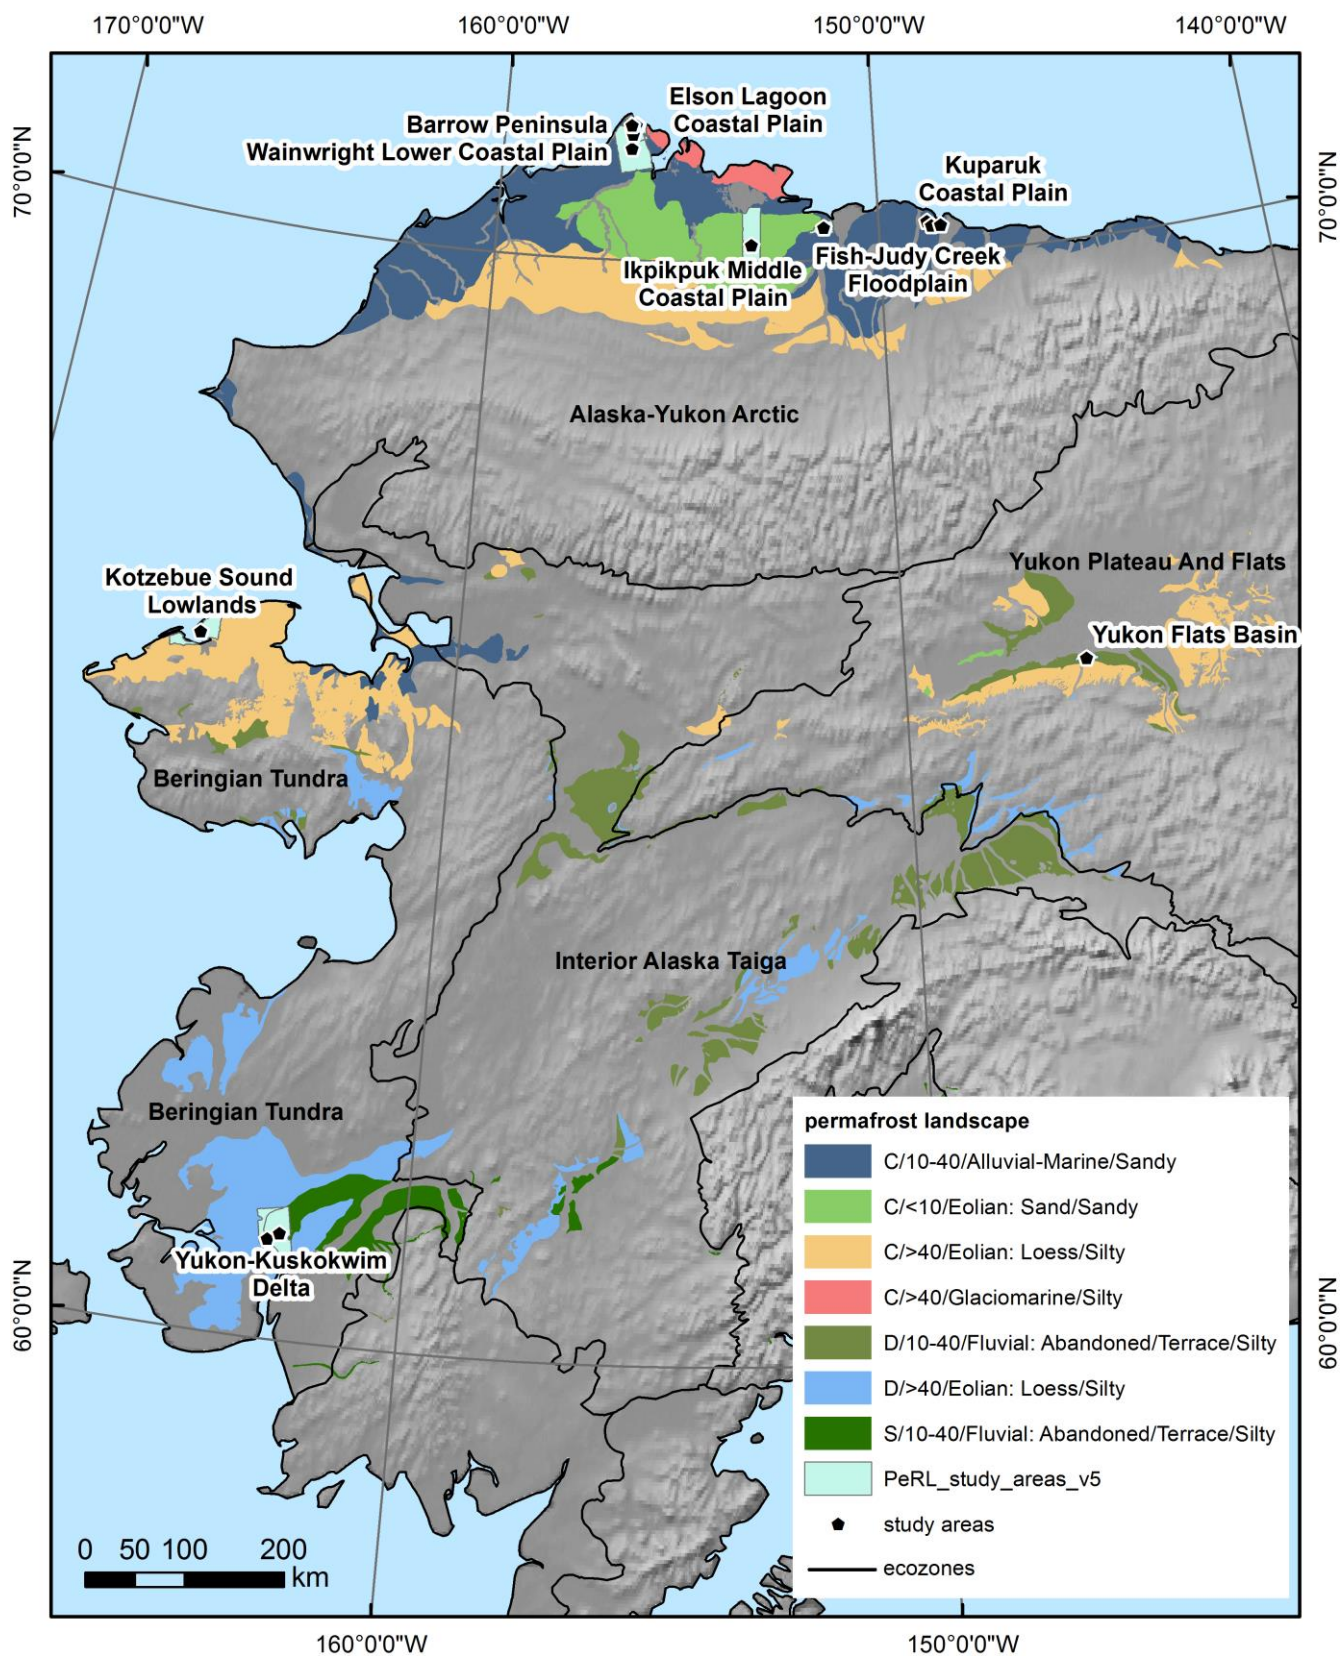 170°0'0"W
160°0'0"W
150°0'0"W
140°0'0"W
70°0'0"N
70°0'0"N
Elson Lagoon
Coastal Plain
Barrow Peninsula
Wainwright Lower Coastal Plain
Kuparuk
Coastal Plain
Ikpikpuk Middle
Coastal Plain
Fish-Judy Creek
Floodplain
Alaska-Yukon Arctic
Kotzebue Sound
Lowlands
Yukon Plateau And Flats
Yukon Flats Basin
Beringian Tundra
Interior Alaska Taiga
Beringian Tundra
Yukon-Kuskokwim
Delta
60°0'0"N
60°0'0"N
permafrost landscape
C/10-40/Alluvial-Marine/Sandy
C/<10/Eolian: Sand/Sandy
C/>40/Eolian: Loess/Silty
C/>40/Glaciomarine/Silty
D/10-40/Fluvial: Abandoned/Terrace/Silty
D/>40/Eolian: Loess/Silty
S/10-40/Fluvial: Abandoned/Terrace/Silty
PeRL_study_areas_v5
study areas
ecozones
0 50 100 200
km
160°0'0"W
150°0'0"W